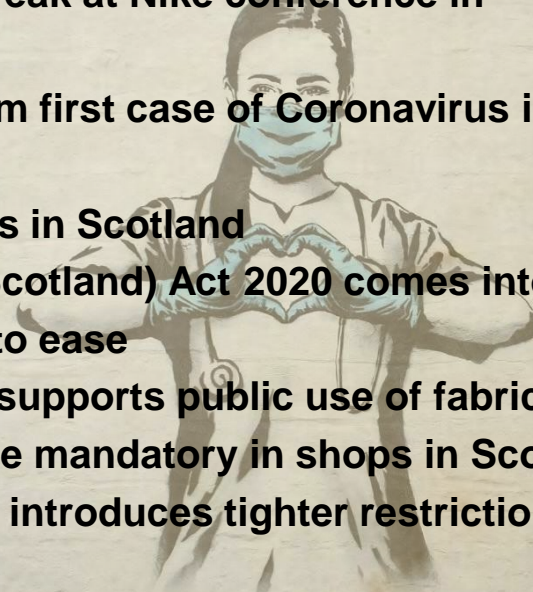 eak at Nike conference in
m first case of Coronavirus i
s in Scotland
Scotland) Act 2020 comes int
to ease
supports public use of fabric
e mandatory in shops in Sco
introduces tighter restrictio